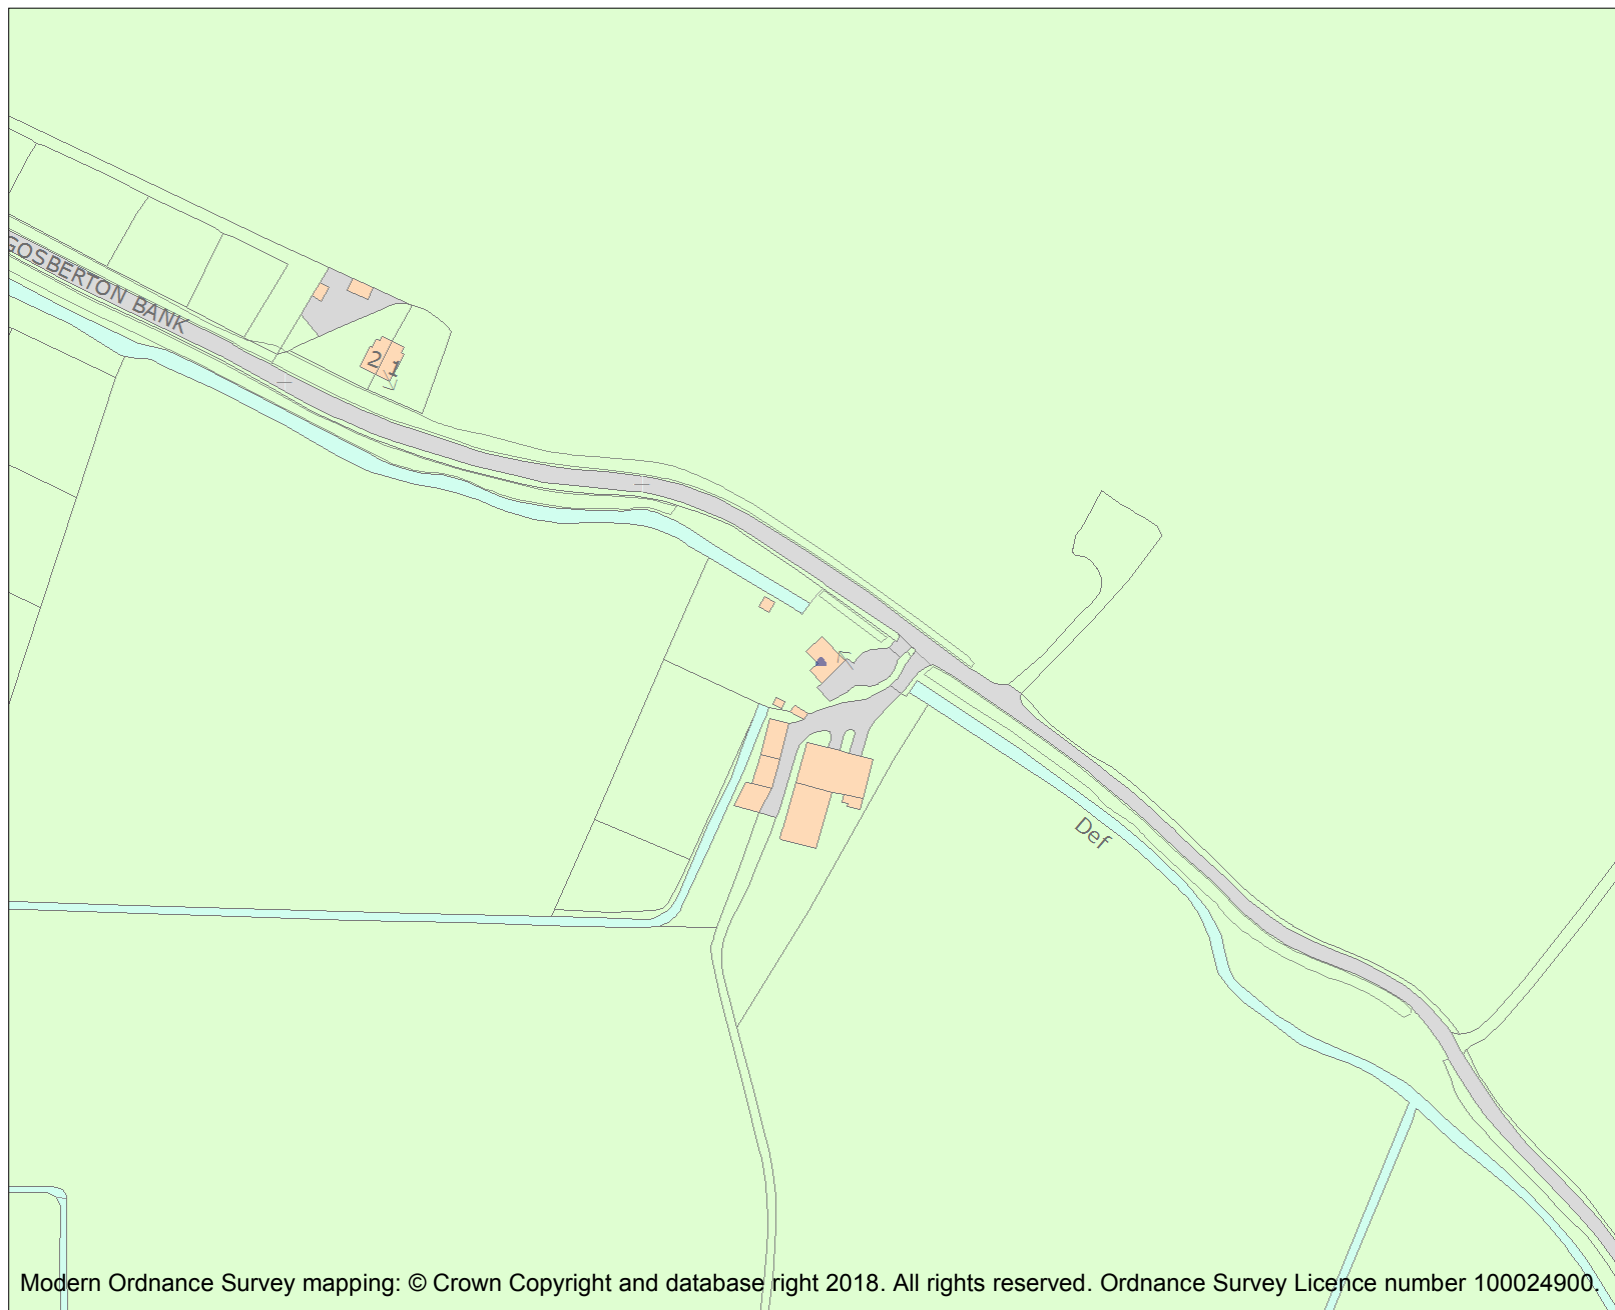 GOSBERTON BANK
2
1
Def
Modern Ordnance Survey mapping: © Crown Copyright and database right 2018. All rights reserved. Ordnance Survey Licence number 100024900.